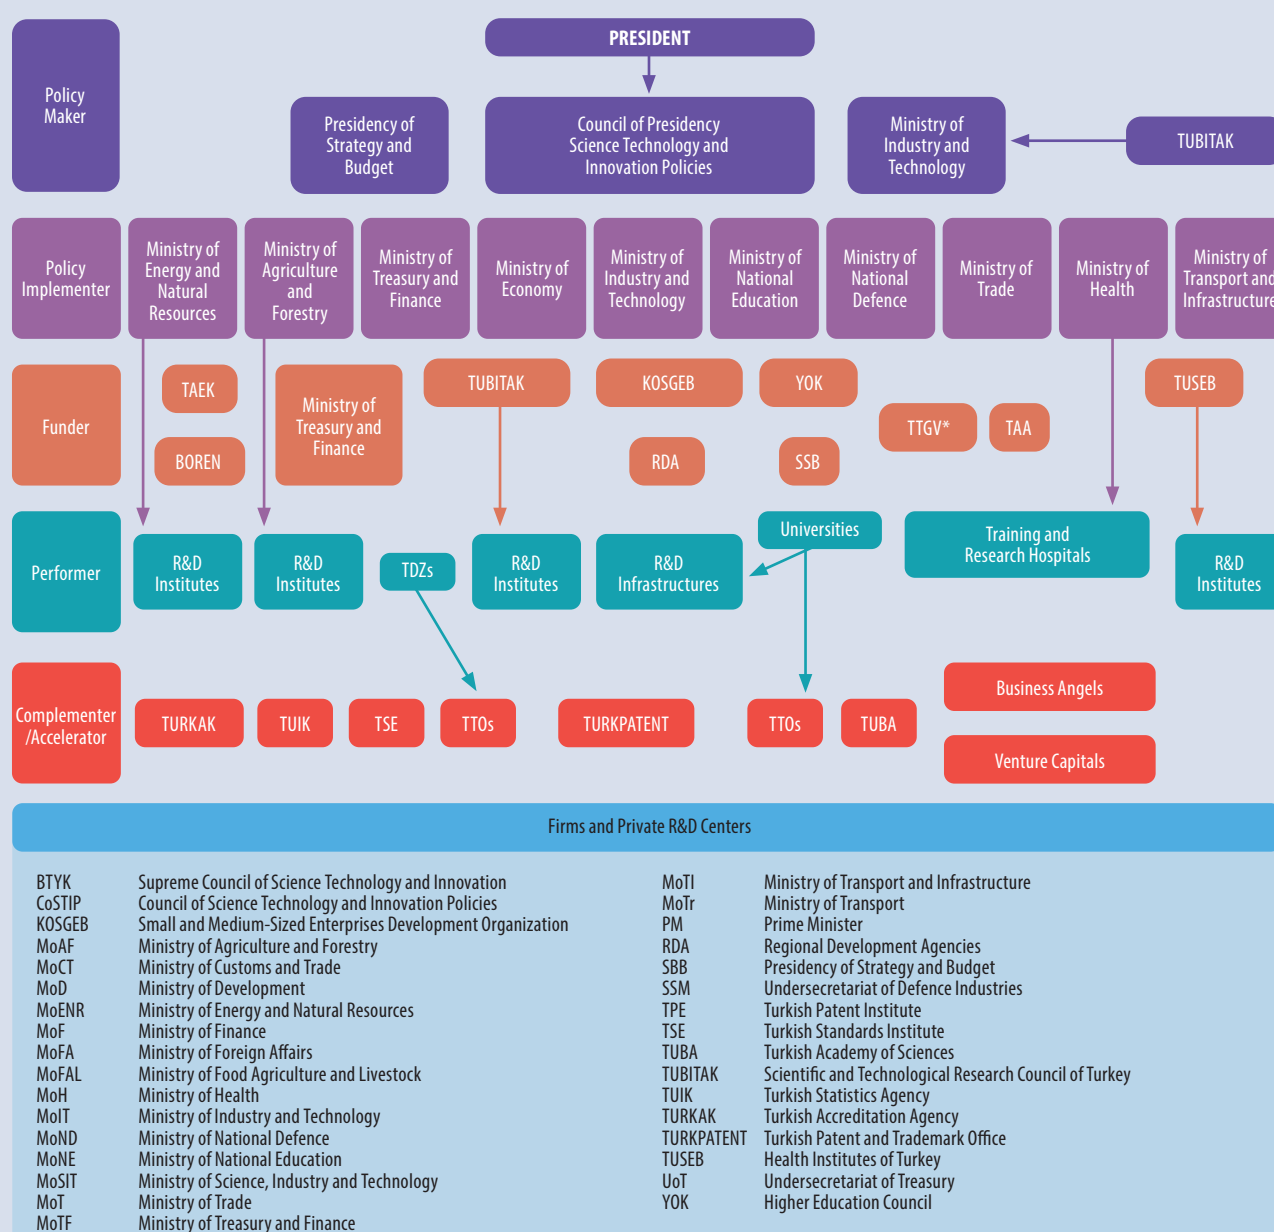 PRESIDENT
Policy
Maker
Presidency of
Strategy and
Budget
Council of Presidency
Science Technology and
Innovation Policies
Ministry of
Industry and
Technology
TUBITAK
Policy
Implementer
Ministry of
Energy and
Natural
Resources
Ministry of
Agriculture
and
Forestry
Ministry of
Treasury and
Finance
Ministry of
Economy
Ministry of
Industry and
Technology
Ministry of
National
Education
Ministry of
National
Defence
Ministry of
Trade
Ministry of
Health
Ministry of
Transport and
Infrastructure
Funder
TAEK
BOREN
Ministry of
Treasury and
Finance
TUBITAK
KOSGEB
RDA
YOK
SSB
TTGV*
TAA
TUSEB
Performer
R&D
Institutes
R&D
Institutes
TDZs
R&D
Institutes
R&D
Infrastructures
Universities
Training and
Research Hospitals
R&D
Institutes
Complementer
/Accelerator
TURKAK
TUIK
TSE
TTOs
TURKPATENT
TTOs
TUBA
Business Angels
Venture Capitals
Firms and Private R&D Centers
BTYK Supreme Council of Science Technology and Innovation
CoSTIP Council of Science Technology and Innovation Policies
KOSGEB Small and Medium-Sized Enterprises Development Organization
MoAF Ministry of Agriculture and Forestry
MoCT Ministry of Customs and Trade
MoD Ministry of Development
MoENR Ministry of Energy and Natural Resources
MoF Ministry of Finance
MoFA Ministry of Foreign Affairs
MoFAL Ministry of Food Agriculture and Livestock
MoH Ministry of Health
MoIT Ministry of Industry and Technology
MoND Ministry of National Defence
MoNE Ministry of National Education
MoSIT Ministry of Science, Industry and Technology
MoT Ministry of Trade
MoTF Ministry of Treasury and Finance
MoTI Ministry of Transport and Infrastructure
MoTr Ministry of Transport
PM Prime Minister
RDA Regional Development Agencies
SBB Presidency of Strategy and Budget
SSM Undersecretariat of Defence Industries
TPE Turkish Patent Institute
TSE Turkish Standards Institute
TUBA Turkish Academy of Sciences
TUBITAK Scientific and Technological Research Council of Turkey
TUIK Turkish Statistics Agency
TURKAK Turkish Accreditation Agency
TURKPATENT Turkish Patent and Trademark Office
TUSEB Health Institutes of Turkey
UoT Undersecretariat of Treasury
YOK Higher Education Council